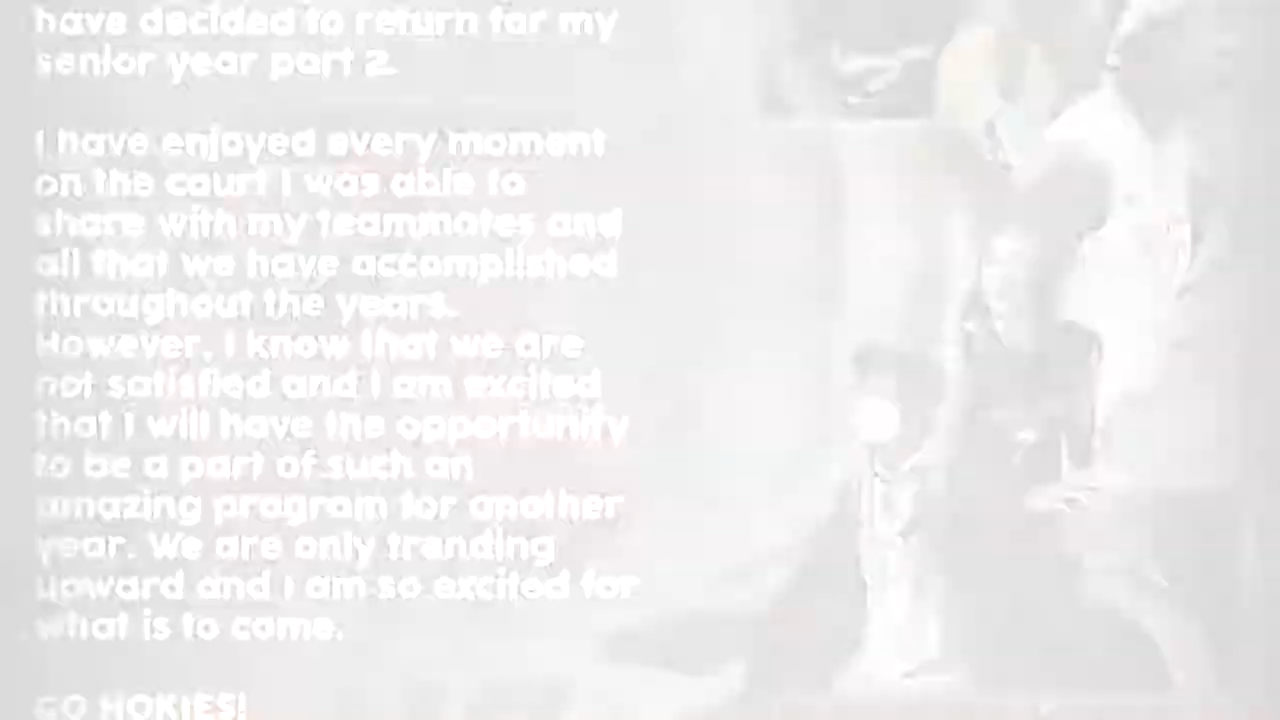 have decided to return for my
senior year part 2
I have enjoyed every moment
on the court I was able to
share with my teammates and
all that we have accomplished
throughout the years.
However, I know that we are
not satisfied and I am excited
that I will have the opportunity
to be a part of such an
amazing program for another
year. We are only trending
upward and I am so excited for
what is to come.
GO HOKIES!